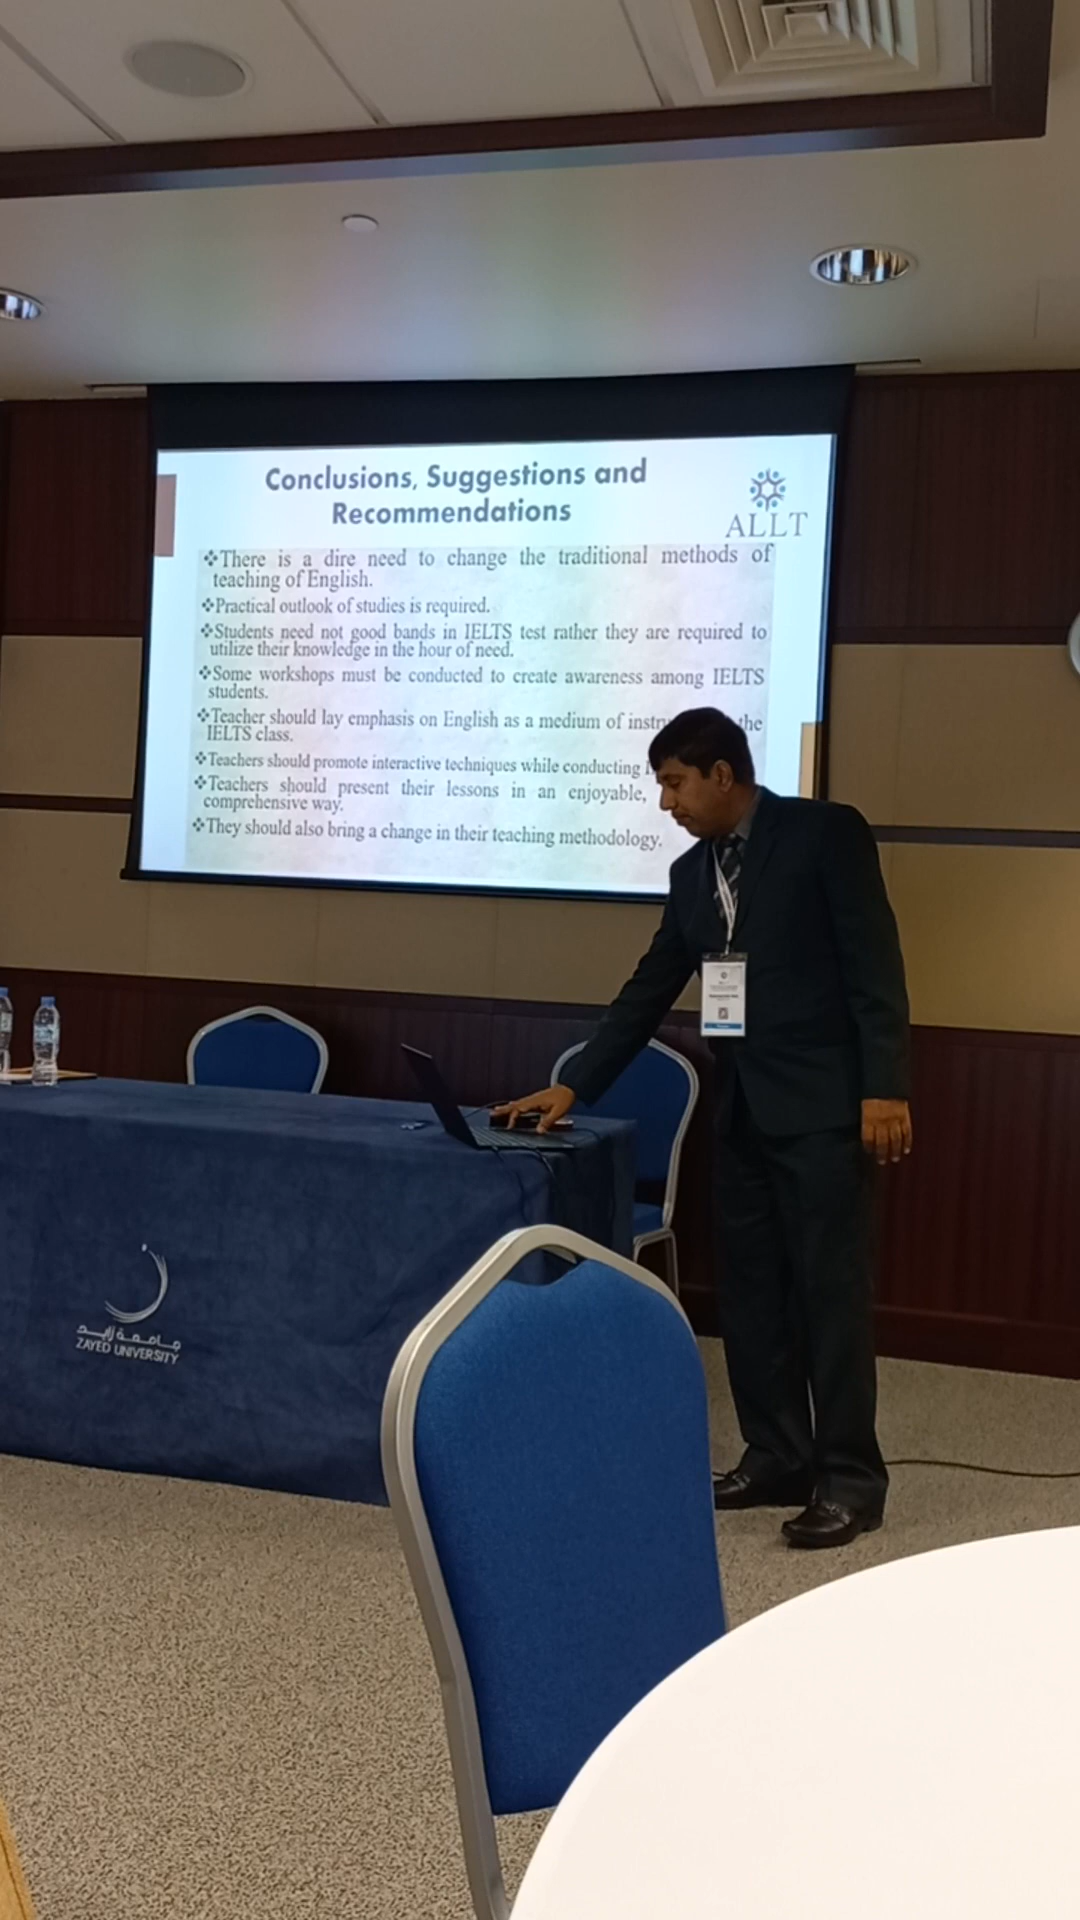 Conclusions, Suggestions and
Recommendations
ALLT
❖There is a dire need to change the traditional methods of
teaching of English.
❖Practical outlook of studies is required.
❖Students need not good bands in IELTS test rather they are required to
utilize their knowledge in the hour of need.
❖Some workshops must be conducted to create awareness among IELTS
students.
❖Teacher should lay emphasis on English as a medium of the
IELTS class.
❖Teachers should promote interactive techniques while conducting
❖Teachers should present their lessons in an enjoyable,
comprehensive way.
❖They should also bring a change in their teaching methodology.
جامعة زايد
ZAYED UNIVERSITY